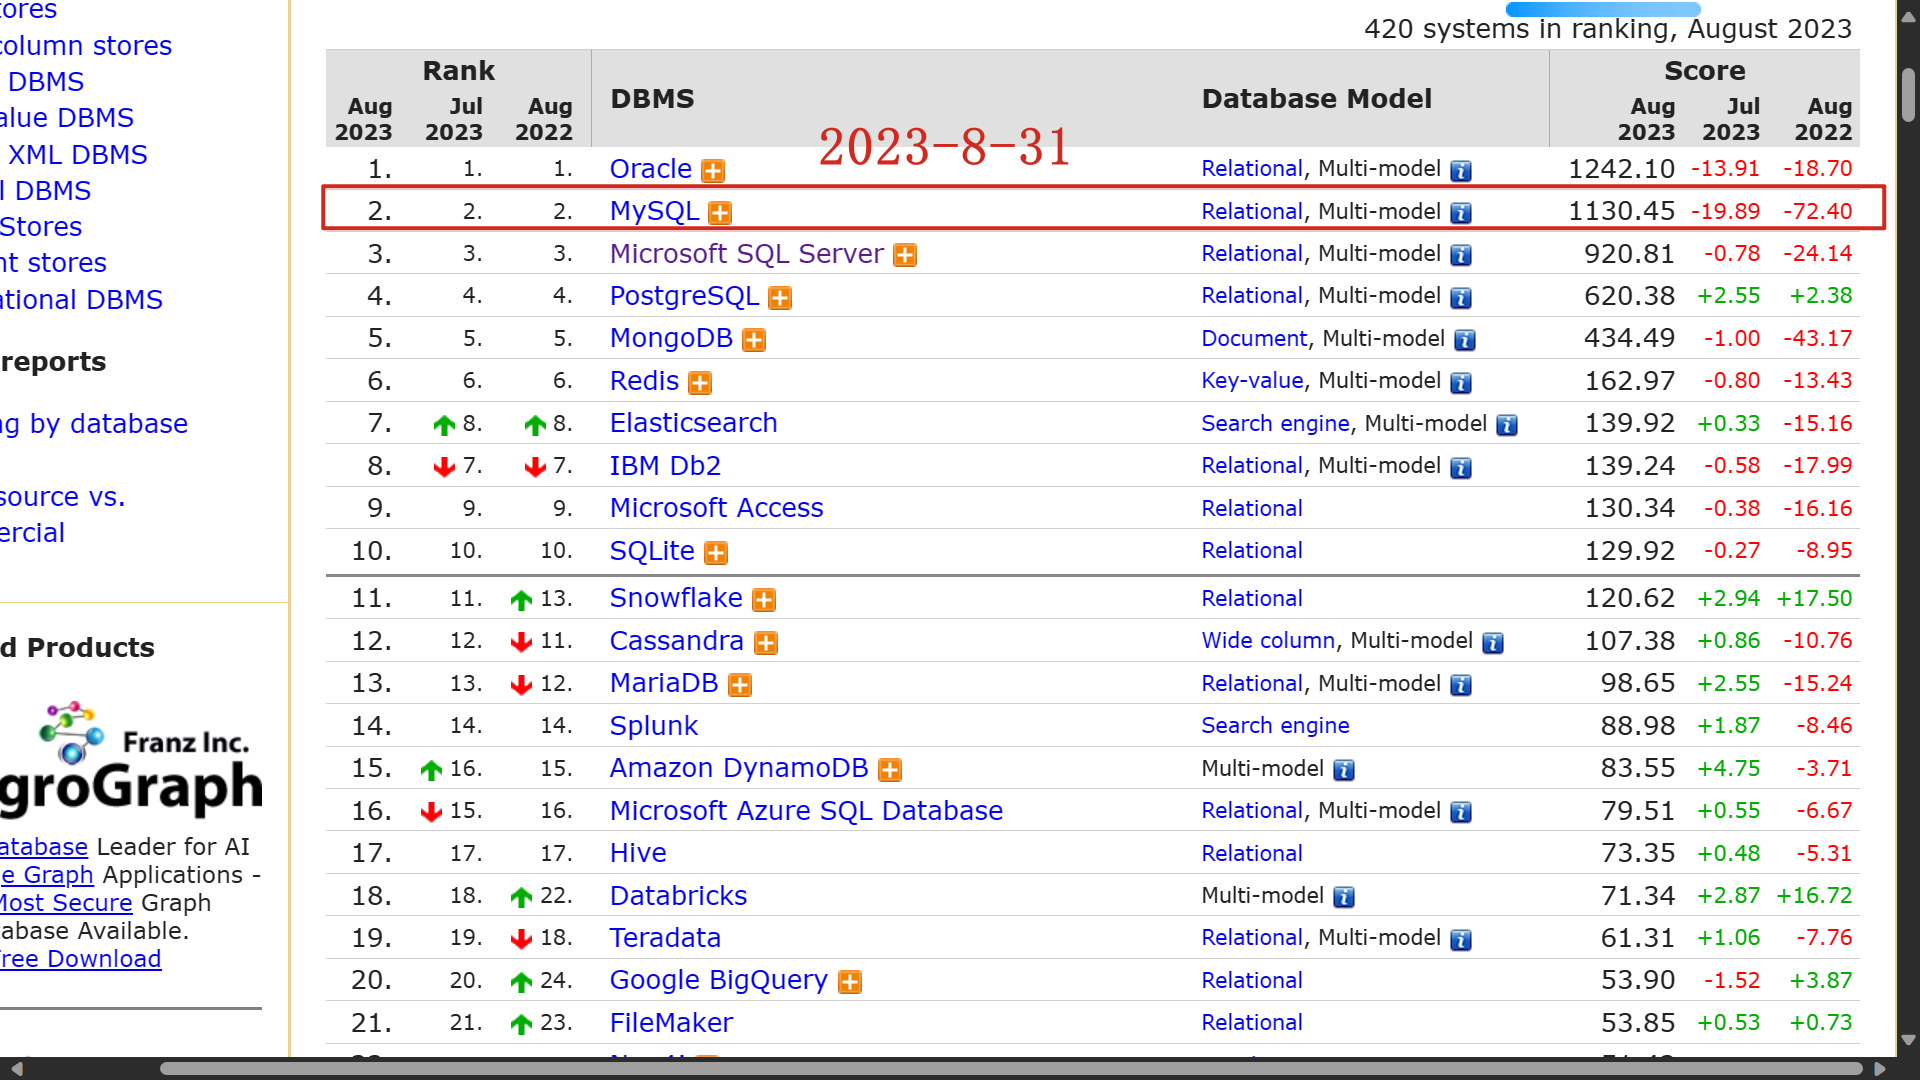 tores
column stores
DBMS
alue DBMS
XML DBMS
l DBMS
Stores
nt stores
ational DBMS
reports
ng by database
source vs.
ercial
d Products
Franz Inc.
groGraph
atabase Leader for AI
e Graph Applications -
Most Secure Graph
tabase Available.
Free Download
420 systems in ranking, August 2023
Rank DBMS Database Model Score
Aug 2023 Jul 2023 Aug 2022 Aug 2023 Jul 2023 Aug 2022
2023-8-31
1. 1. 1. Oracle Relational, Multi-model 1242.10 -13.91 -18.70
2. 2. 2. MySQL Relational, Multi-model 1130.45 -19.89 -72.40
3. 3. 3. Microsoft SQL Server Relational, Multi-model 920.81 -0.78 -24.14
4. 4. 4. PostgreSQL Relational, Multi-model 620.38 +2.55 +2.38
5. 5. 5. MongoDB Document, Multi-model 434.49 -1.00 -43.17
6. 6. 6. Redis Key-value, Multi-model 162.97 -0.80 -13.43
7. 8. 8. Elasticsearch Search engine, Multi-model 139.92 +0.33 -15.16
8. 7. 7. IBM Db2 Relational, Multi-model 139.24 -0.58 -17.99
9. 9. 9. Microsoft Access Relational 130.34 -0.38 -16.16
10. 10. 10. SQLite Relational 129.92 -0.27 -8.95
11. 11. 13. Snowflake Relational 120.62 +2.94 +17.50
12. 12. 11. Cassandra Wide column, Multi-model 107.38 +0.86 -10.76
13. 13. 12. MariaDB Relational, Multi-model 98.65 +2.55 -15.24
14. 14. 14. Splunk Search engine 88.98 +1.87 -8.46
15. 16. 15. Amazon DynamoDB Multi-model 83.55 +4.75 -3.71
16. 15. 16. Microsoft Azure SQL Database Relational, Multi-model 79.51 +0.55 -6.67
17. 17. 17. Hive Relational 73.35 +0.48 -5.31
18. 18. 22. Databricks Multi-model 71.34 +2.87 +16.72
19. 19. 18. Teradata Relational, Multi-model 61.31 +1.06 -7.76
20. 20. 24. Google BigQuery Relational 53.90 -1.52 +3.87
21. 21. 23. FileMaker Relational 53.85 +0.53 +0.73